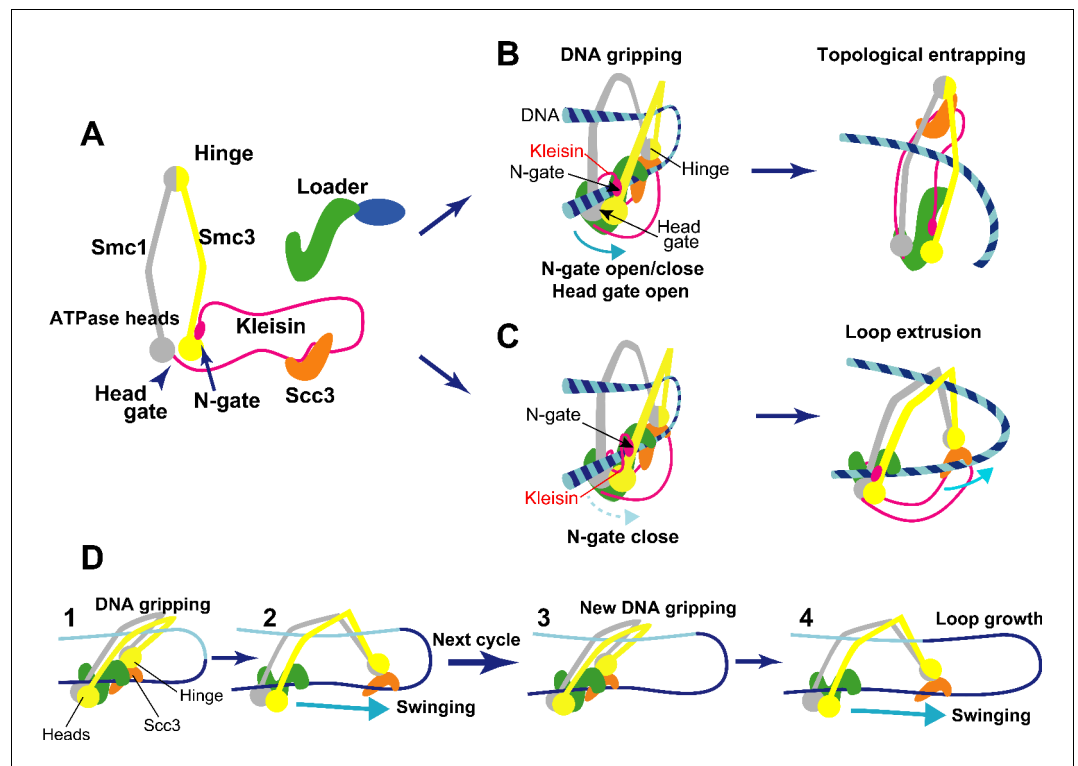 A
Hinge
Loader
Smc1
Smc3
ATPase heads
Kleisin
Head
gate
N-gate
Scc3
B
DNA gripping
DNA
Kleisin
N-gate
Hinge
Head
gate
N-gate open/close
Head gate open
Topological entrapping
C
N-gate
Kleisin
N-gate close
Loop extrusion
D
1
DNA gripping
Hinge
Heads
Scc3
2
Swinging
Next cycle
3
New DNA gripping
4
Loop growth
Swinging